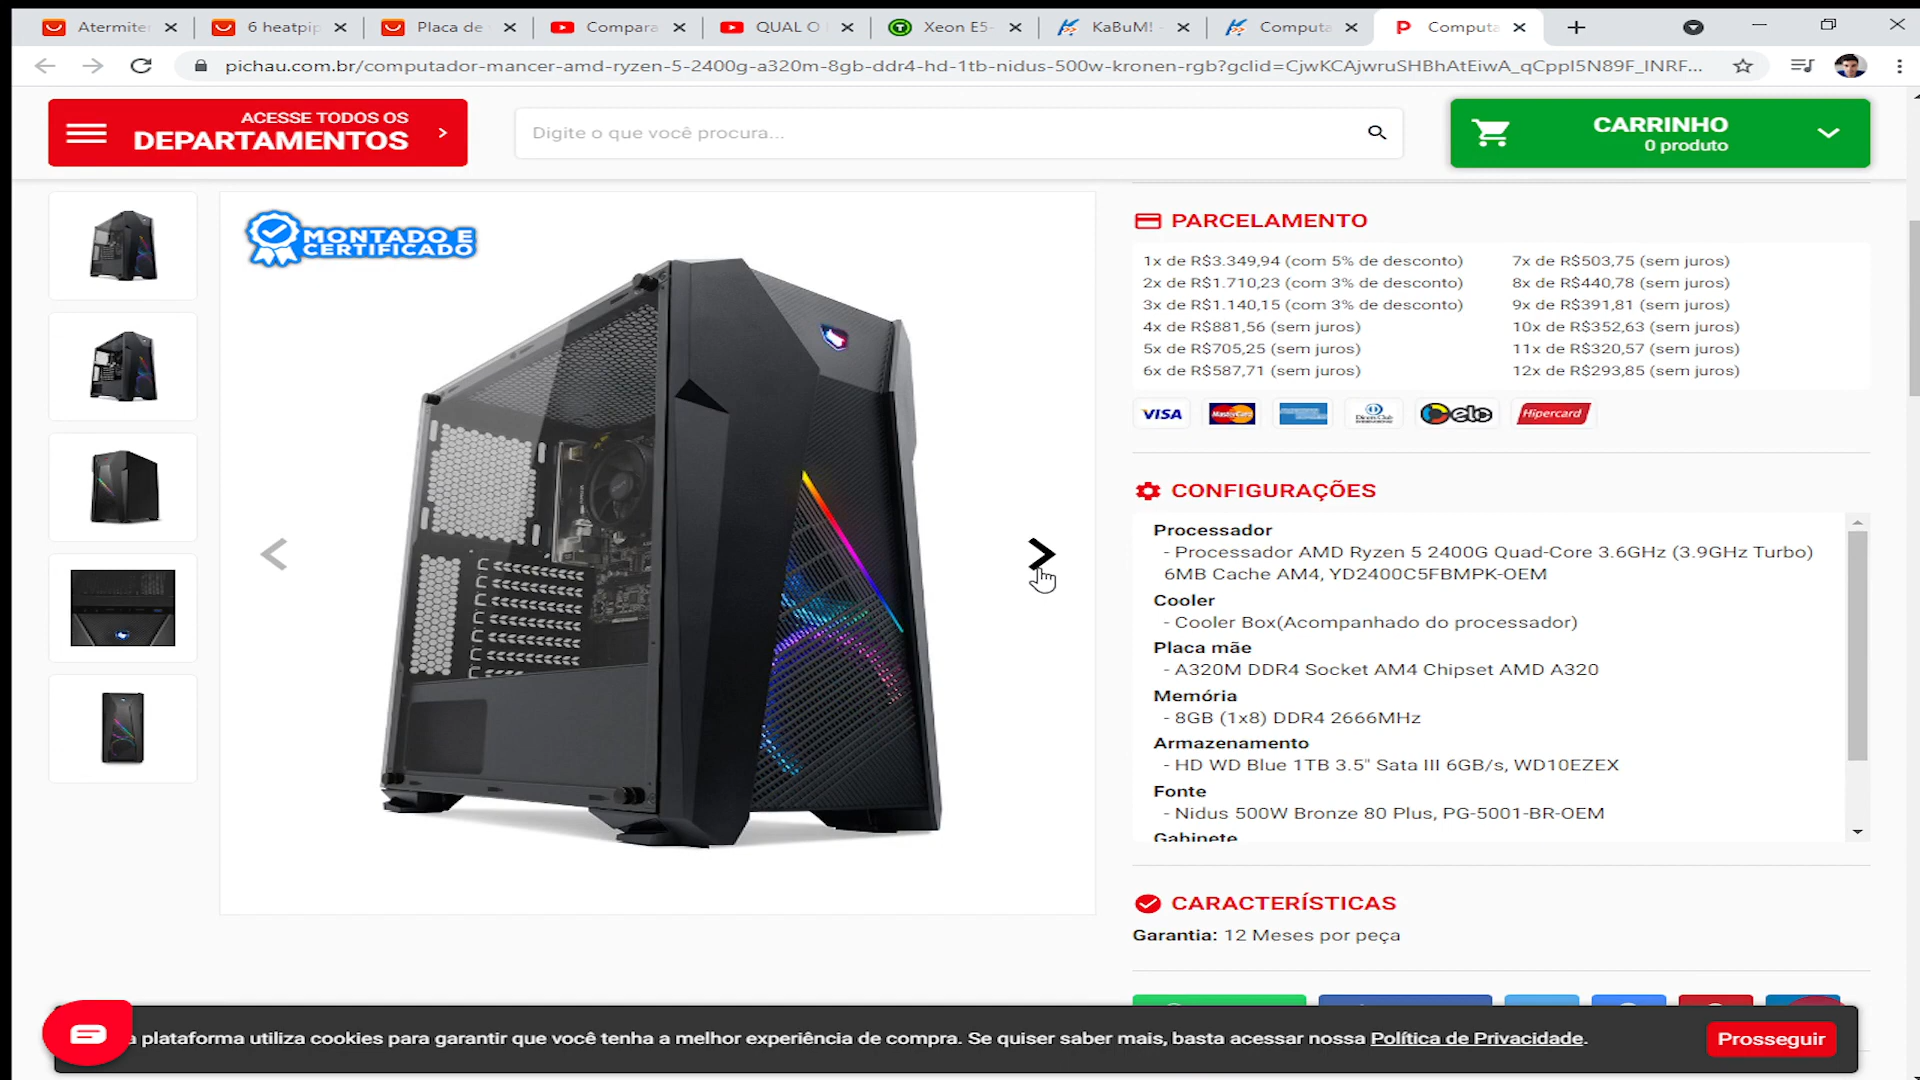 Atermiter
6 heatpip
Placa de
Compara
QUAL O
Xeon E5-
KaBuM! -
Computa
Computa
pichau.com.br/computador-mancer-amd-ryzen-5-2400g-a320m-8gb-ddr4-hd-1tb-nidus-500w-kronen-rgb?gclid=CjwKCAjwruSHBhAtEiwA_qCppI5N89F_INRF...
ACESSE TODOS OS
DEPARTAMENTOS
Digite o que você procura...
CARRINHO
0 produto
MONTADO E
CERTIFICADO
PARCELAMENTO
1x de R$3.349,94 (com 5% de desconto)
2x de R$1.710,23 (com 3% de desconto)
3x de R$1.140,15 (com 3% de desconto)
4x de R$881,56 (sem juros)
5x de R$705,25 (sem juros)
6x de R$587,71 (sem juros)
7x de R$503,75 (sem juros)
8x de R$440,78 (sem juros)
9x de R$391,81 (sem juros)
10x de R$352,63 (sem juros)
11x de R$320,57 (sem juros)
12x de R$293,85 (sem juros)
VISA
MasterCard
Diners Club
elo
Hipercard
CONFIGURAÇÕES
Processador
- Processador AMD Ryzen 5 2400G Quad-Core 3.6GHz (3.9GHz Turbo)
6MB Cache AM4, YD2400C5FBMPK-OEM
Cooler
- Cooler Box(Acompanhado do processador)
Placa mãe
- A320M DDR4 Socket AM4 Chipset AMD A320
Memória
- 8GB (1x8) DDR4 2666MHz
Armazenamento
- HD WD Blue 1TB 3.5" Sata III 6GB/s, WD10EZEX
Fonte
- Nidus 500W Bronze 80 Plus, PG-5001-BR-OEM
Gabinete
CARACTERÍSTICAS
Garantia: 12 Meses por peça
a plataforma utiliza cookies para garantir que você tenha a melhor experiência de compra. Se quiser saber mais, basta acessar nossa Política de Privacidade.
Prosseguir